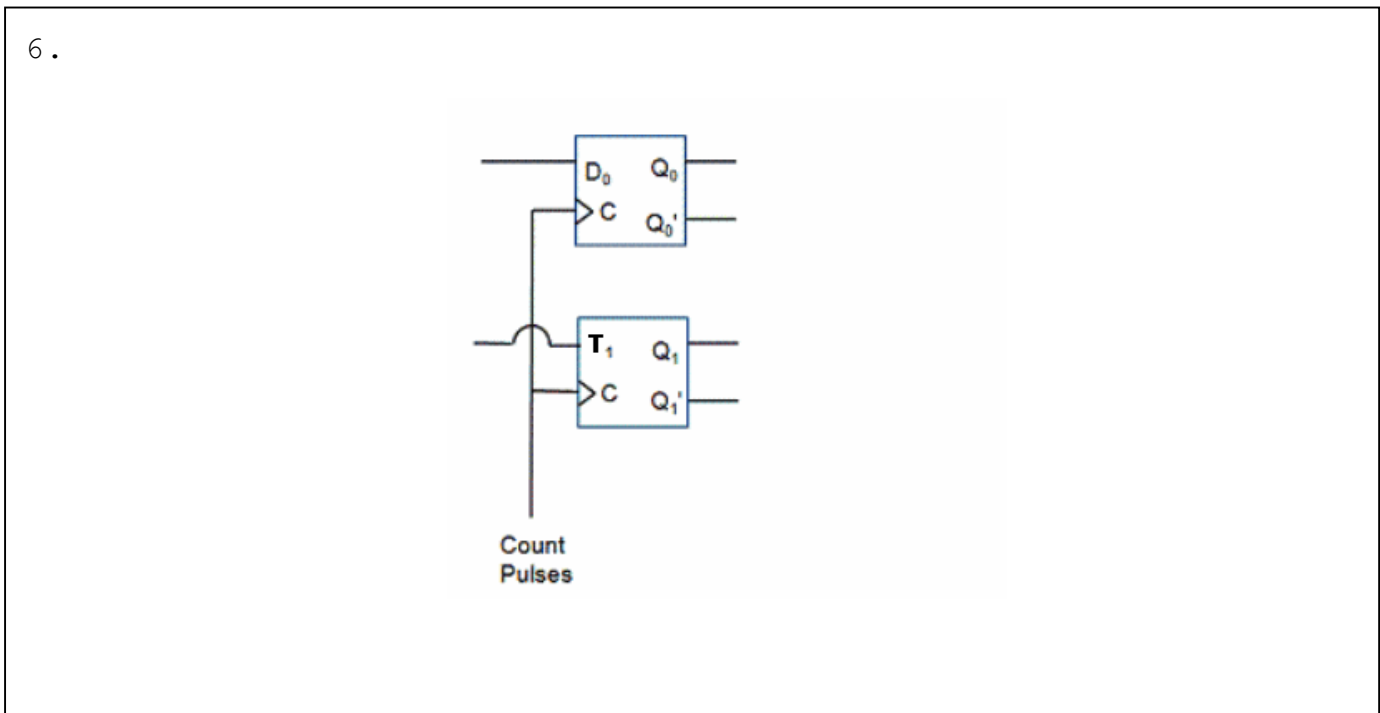 6.
D₀ Q₀
C Q₀'
T₁ Q₁
C Q₁'
Count
Pulses